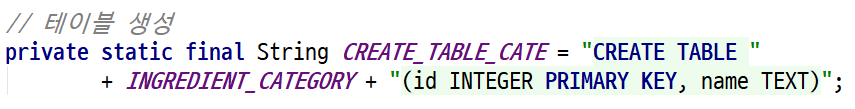 // 테이블 생성
private static final String CREATE_TABLE_CATE = "CREATE TABLE "
+ INGREDIENT_CATEGORY + "(id INTEGER PRIMARY KEY, name TEXT)";